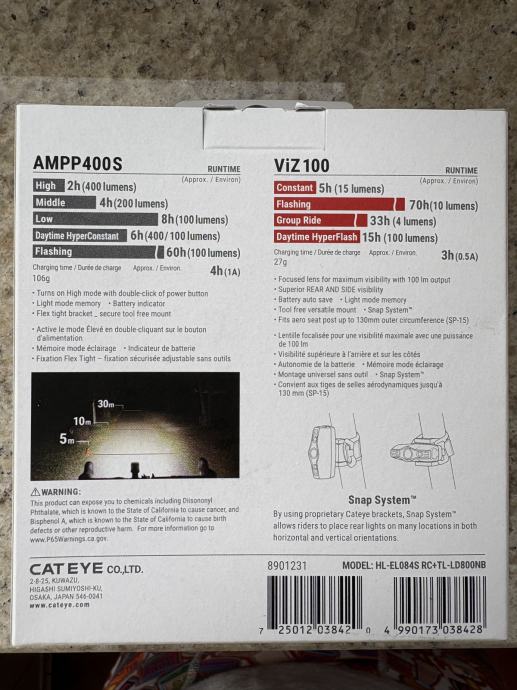 AMPP400S
RUNTIME
(Approx. / Environ)
High 2h (400 lumens)
Middle 4h (200 lumens)
Low 8h (100 lumens)
Daytime HyperConstant 6h (400/100 lumens)
Flashing 60h (100 lumens)
Charging time / Durée de charge Approx. / Environ. 4h (1A)
106g
• Turns on High mode with double-click of power button
• Light mode memory • Battery indicator
• Flex tight bracket _ secure tool free mount
• Active le mode Élevé en double-cliquant sur le bouton
d'alimentation
• Mémoire mode éclairage • Indicateur de batterie
• Fixation Flex Tight – fixation sécurisée adjustable sans outils
30m
10m
5m
⚠WARNING:
This product can expose you to chemicals including Diisononyl
Phthalate, which is known to the State of California to cause cancer, and
Bisphenol A, which is known to the State of California to cause birth
defects or other reproductive harm. For more information go to
www.P65Warnings.ca.gov.
ViZ100
RUNTIME
(Approx. / Environ)
Constant 5h (15 lumens)
Flashing 70h (10 lumens)
Group Ride 33h (4 lumens)
Daytime HyperFlash 15h (100 lumens)
Charging time / Durée de charge Approx. / Environ. 3h (0.5A)
27g
• Focused lens for maximum visibility with 100 lm output
• Superior REAR AND SIDE visibility
• Battery auto save • Light mode memory
• Tool free versatile mount • Snap System™
• Fits aero seat post up to 130mm outer circumference (SP-15)
• Lentille focalisée pour une visibilité maximale avec une puissance
de 100 lm
• Visibilité supérieure à l'arrière et sur les côtés
• Autonomie de la batterie • Mémoire mode éclairage
• Montage universel sans outil • Snap System™
• Convient aux tiges de selles aérodynamiques jusqu'à
130 mm (SP-15)
Snap System™
By using proprietary Cateye brackets, Snap System™
allows riders to place rear lights on many locations in both
horizontal and vertical orientations.
CATEYE CO.,LTD.
2-8-25, KUWAZU,
HIGASHI SUMIYOSHI-KU,
OSAKA, JAPAN 546-0041
www.cateye.com
8901231 MODEL: HL-EL084S RC+TL-LD800NB
7 25012 03842 0
4 990173 038428